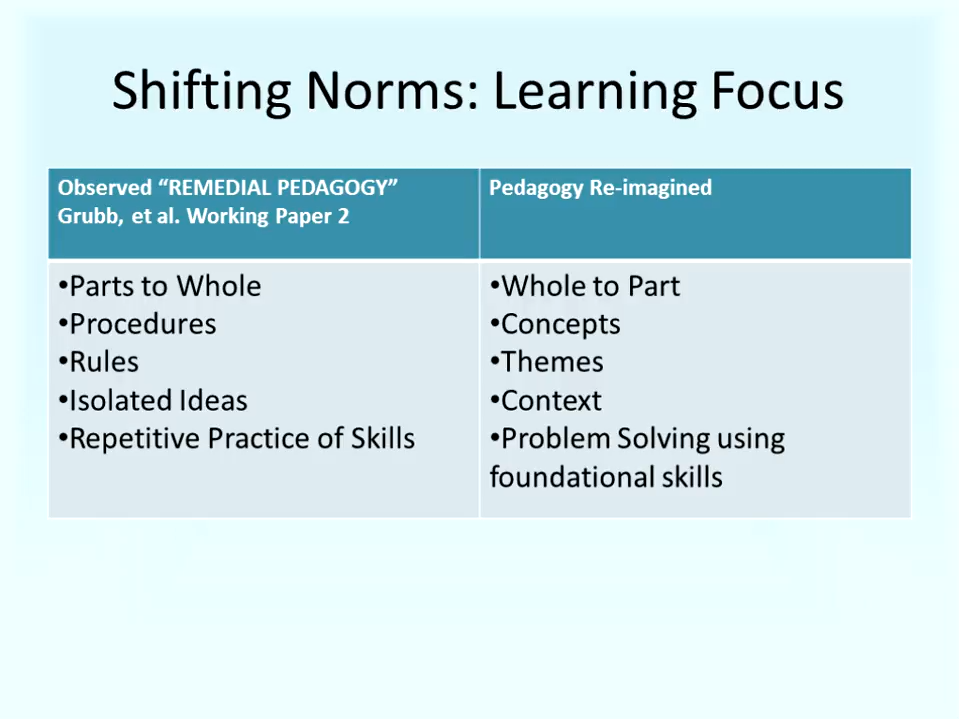 Shifting Norms: Learning Focus
Observed “REMEDIAL PEDAGOGY”
Grubb, et al. Working Paper 2
•Parts to Whole
•Procedures
•Rules
•Isolated Ideas
•Repetitive Practice of Skills
Pedagogy Re-imagined
•Whole to Part
•Concepts
•Themes
•Context
•Problem Solving using
foundational skills